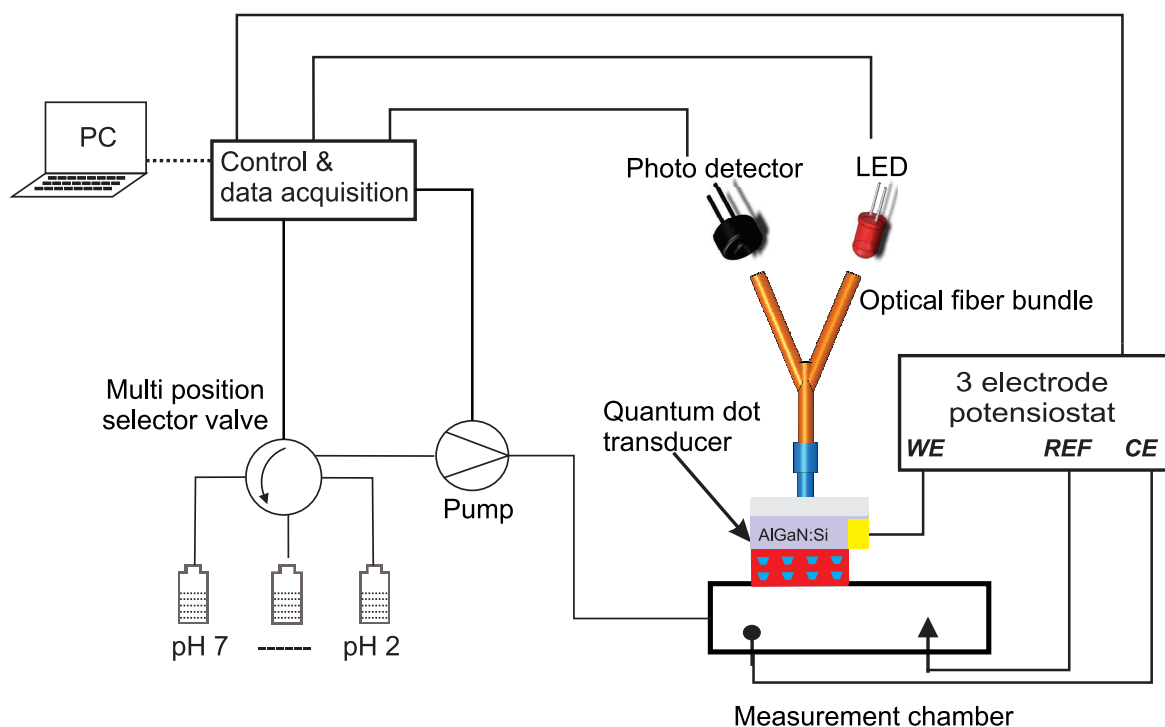 PC
Control &
data acquisition
Photo detector
LED
Optical fiber bundle
Multi position
selector valve
Quantum dot
transducer
3 electrode
potensiostat
WE REF CE
Pump
AlGaN:Si
pH 7 ------ pH 2
Measurement chamber